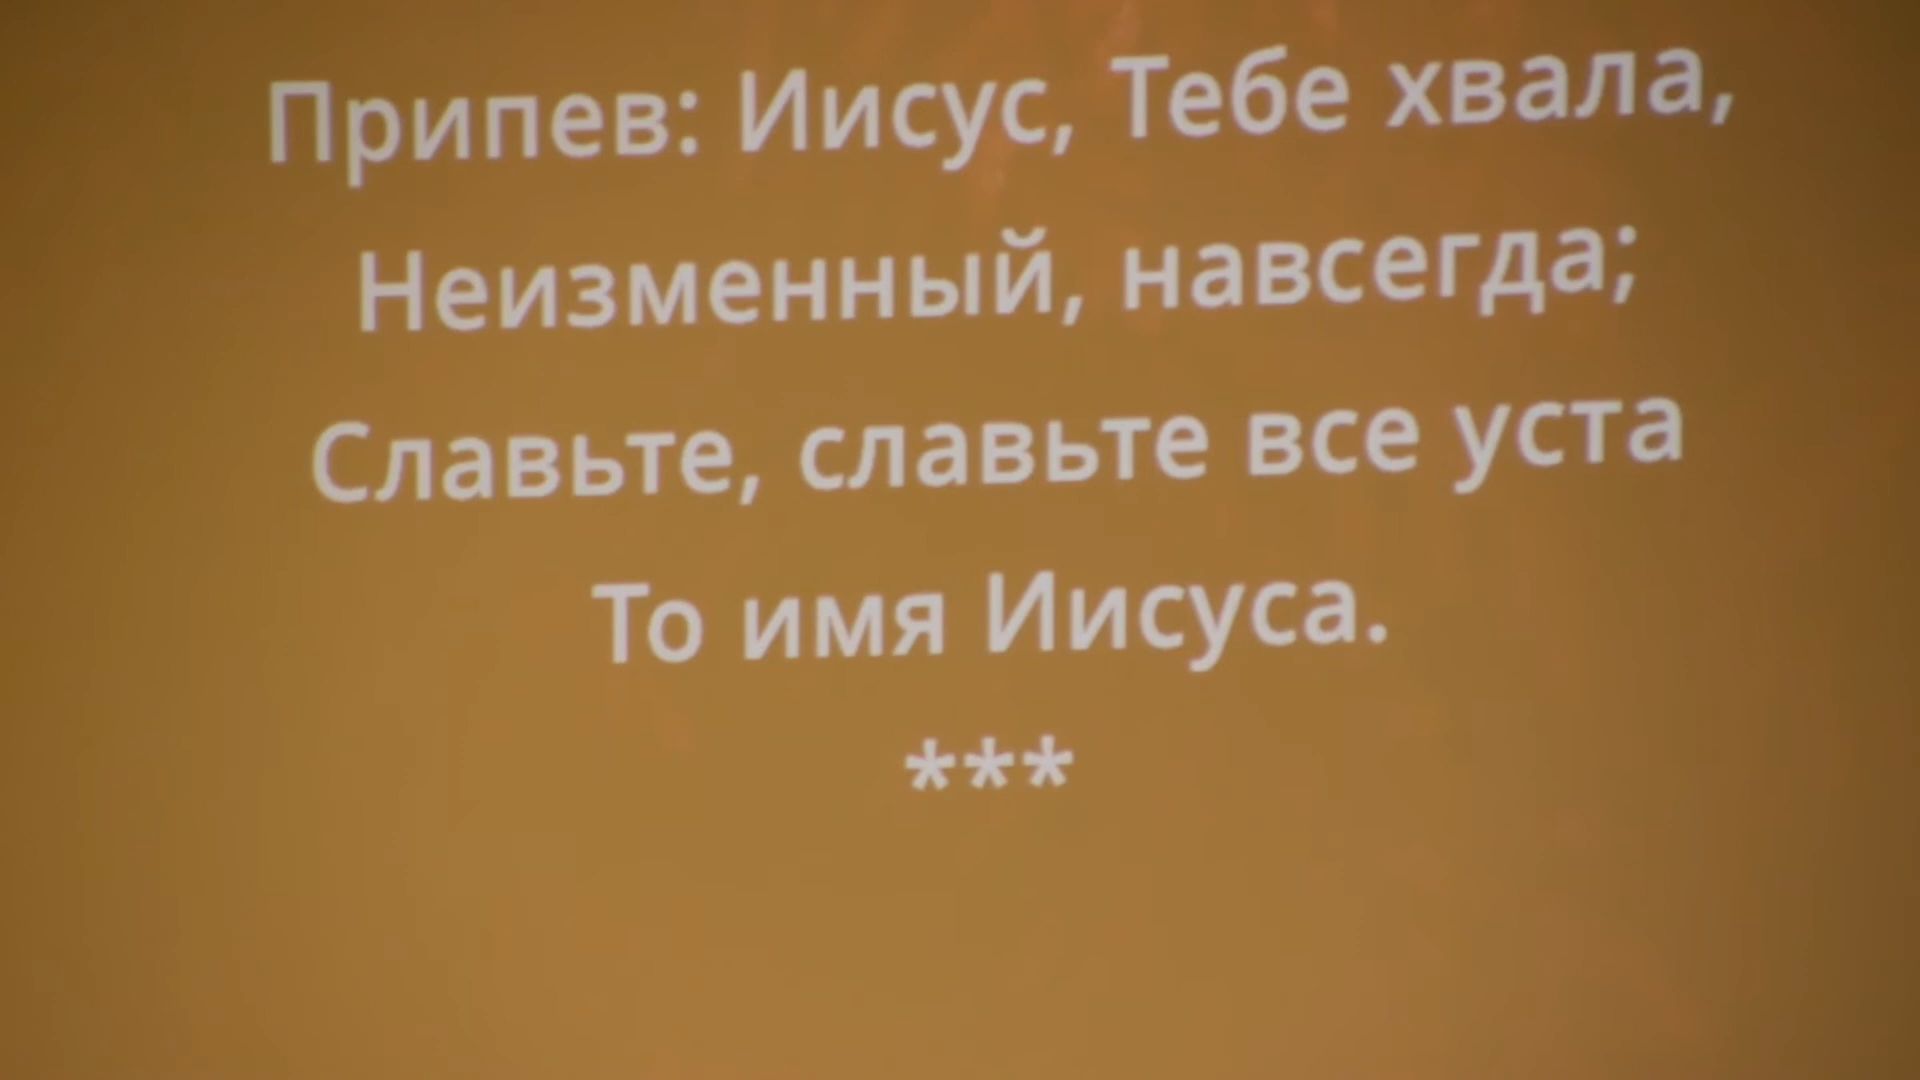 Припев: Иисус, Тебе хвала,
Неизменный, навсегда;
Славьте, славьте все уста
То имя Иисуса.
***